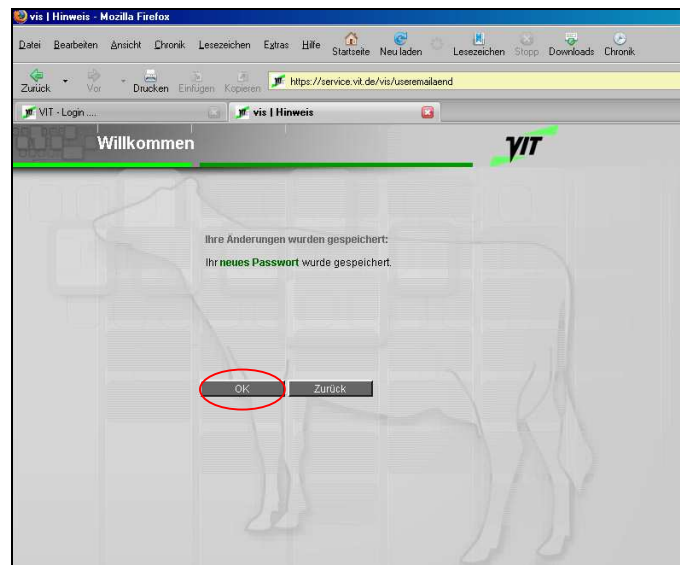 vis | Hinweis - Mozilla Firefox
Datei Bearbeiten Ansicht Chronik Lesezeichen Extras Hilfe Startseite Neu laden Lesezeichen Stopp Downloads Chronik
Zurück Vor Drucken Einfügen Kopieren https://service.vit.de/vis/useremailaend
VIT - Login .... vis | Hinweis
Willkommen VIT
Ihre Änderungen wurden gespeichert:
Ihr neues Passwort wurde gespeichert.
OK Zurück